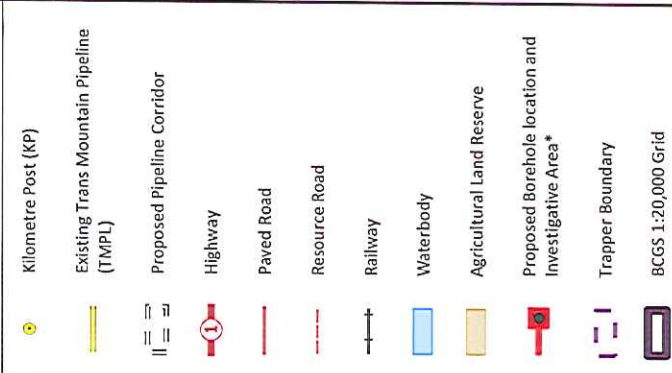 Kilometre Post (KP)
Existing Trans Mountain Pipeline
(TMPL)
Proposed Pipeline Corridor
1
Highway
Paved Road
Resource Road
Railway
Waterbody
Agricultural Land Reserve
Proposed Borehole location and
Investigative Area*
Trapper Boundary
BCGS 1:20,000 Grid